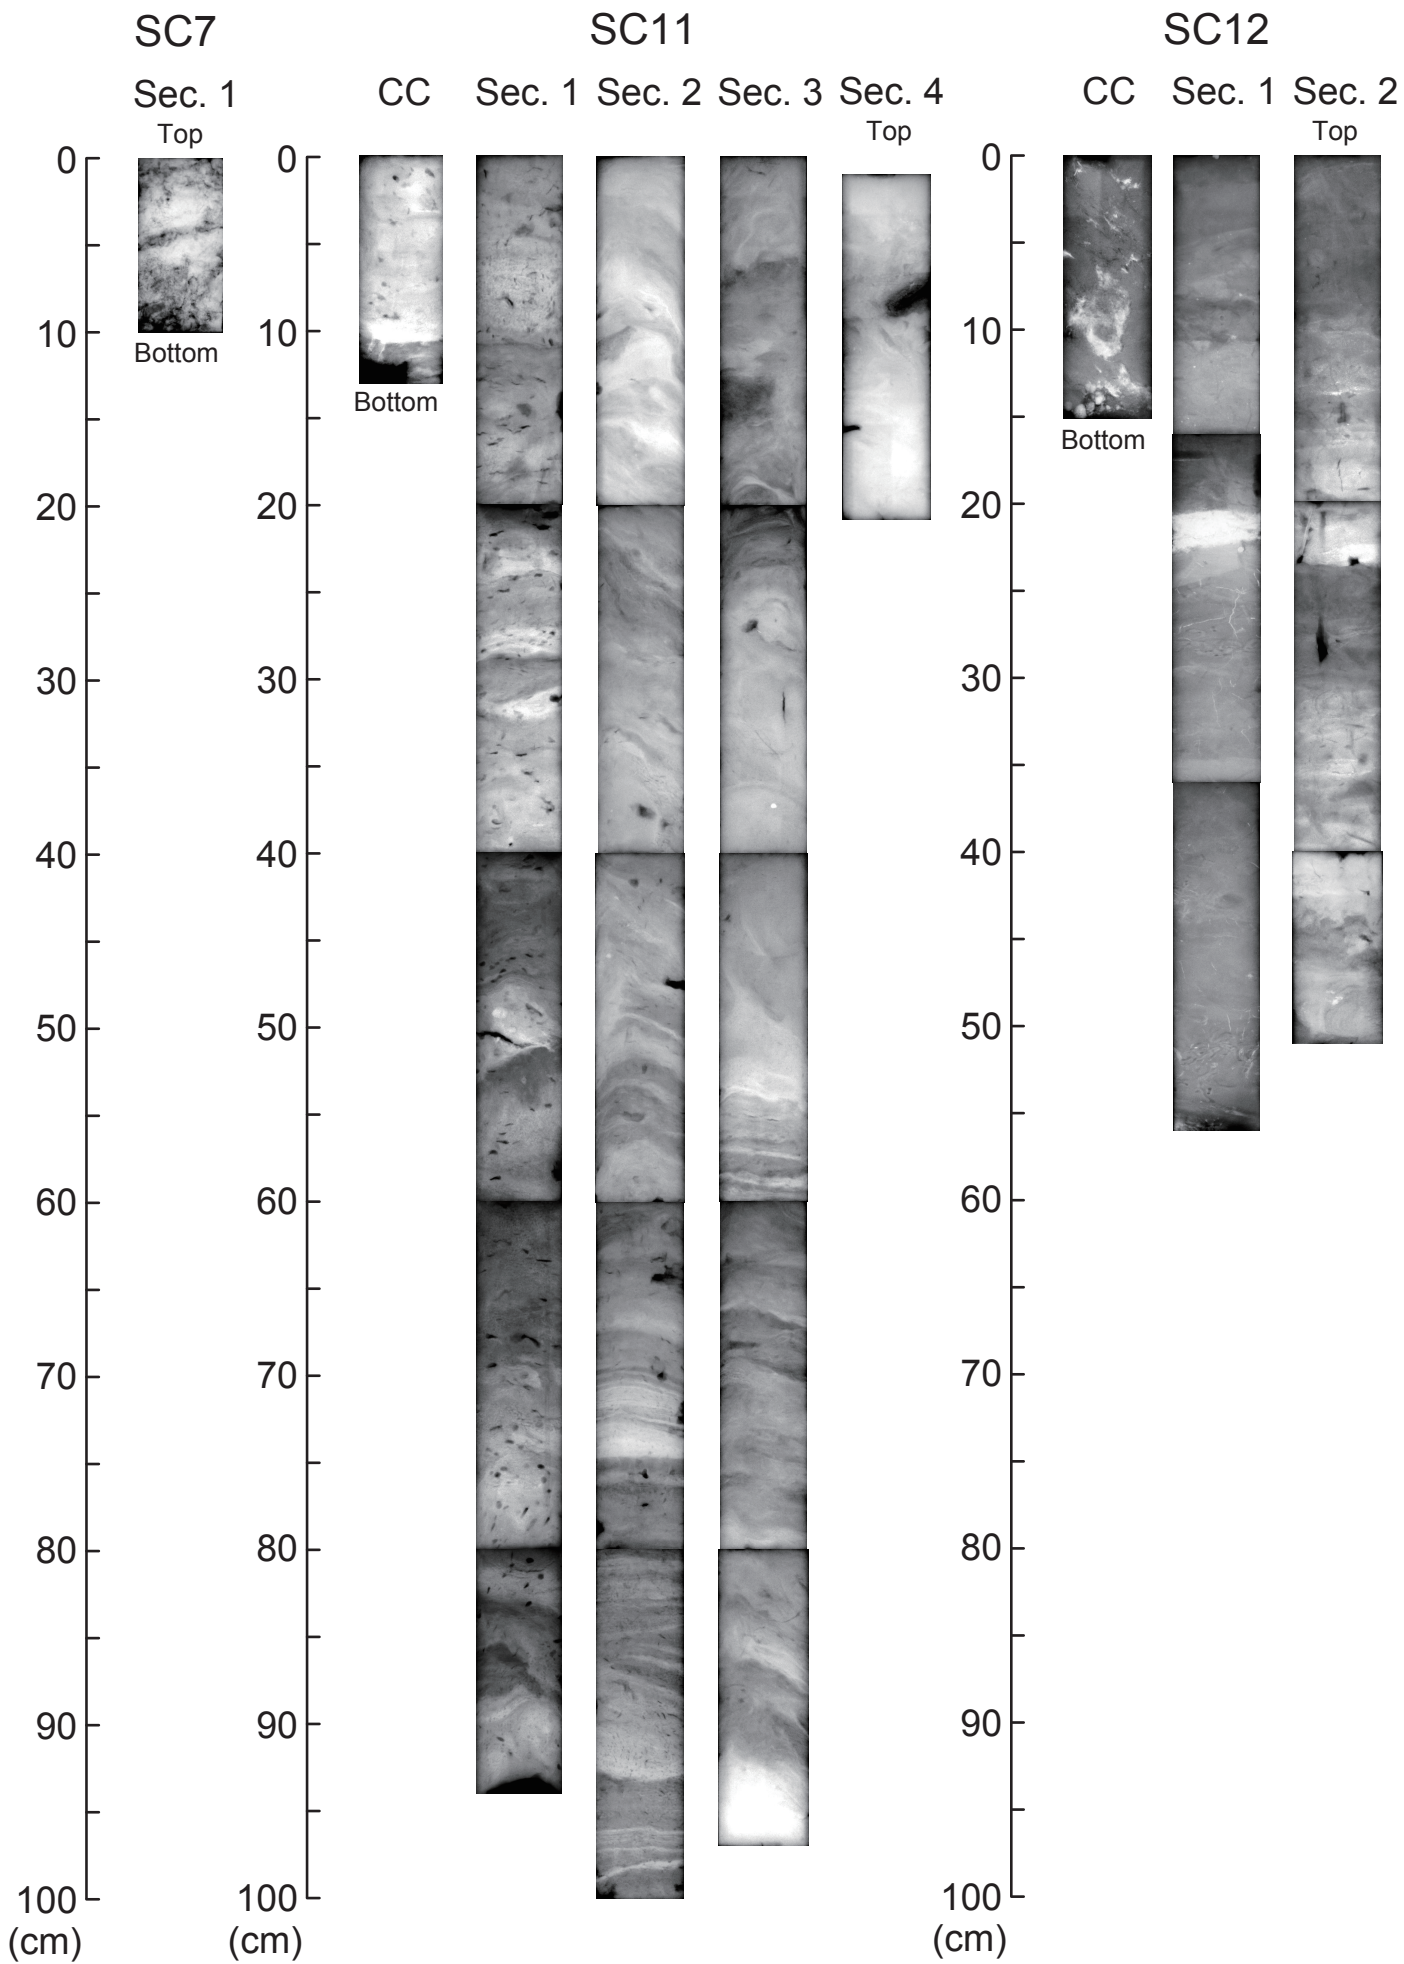 SC7 SC11 SC12
Sec. 1 CC Sec. 1 Sec. 2 Sec. 3 Sec. 4 CC Sec. 1 Sec. 2
Top Top Top
0 0 0
10 10 10
Bottom Bottom Bottom
20 20 20
30 30 30
40 40 40
50 50 50
60 60 60
70 70 70
80 80 80
90 90 90
100 100 100
(cm) (cm) (cm)